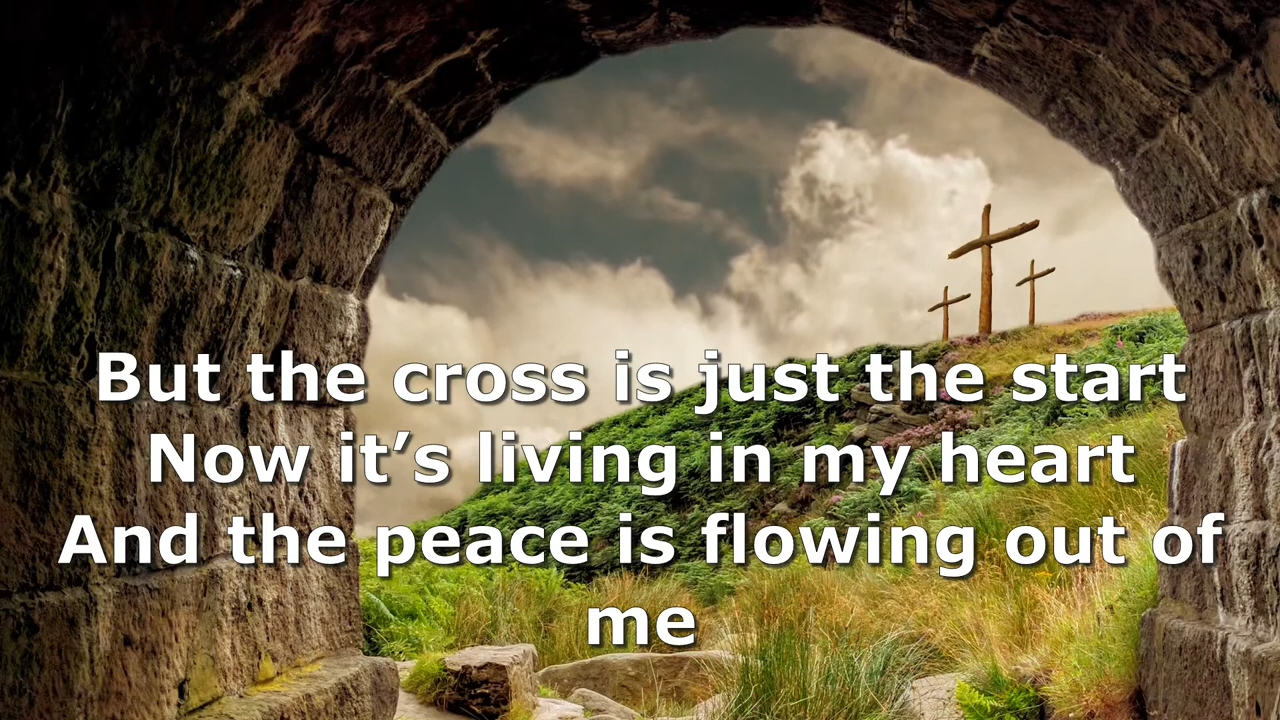 But the cross is just the start
Now it’s living in my heart
And the peace is flowing out of
me